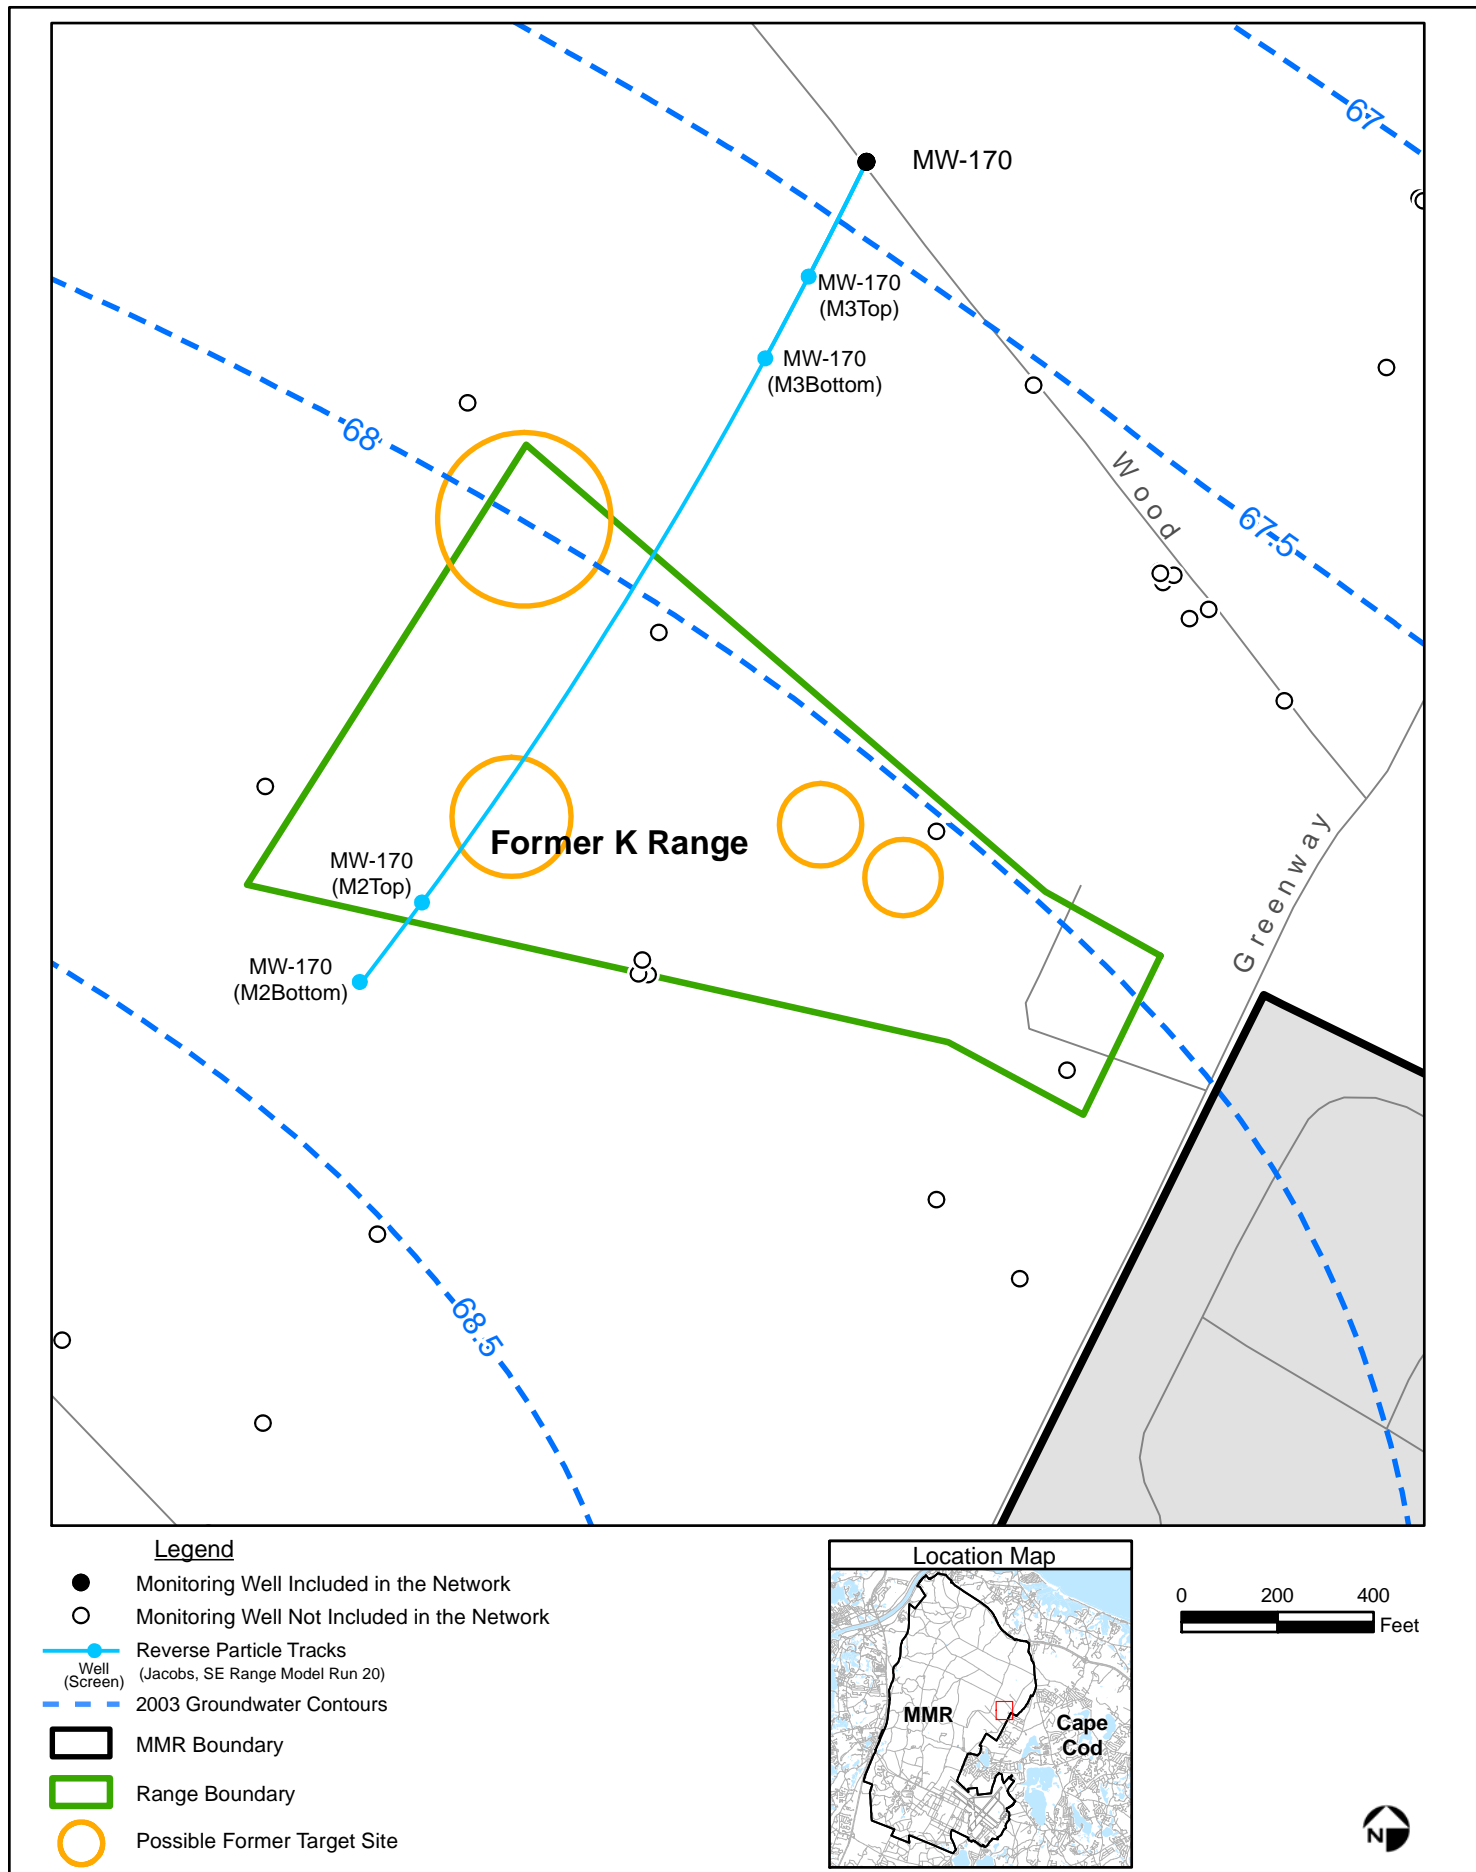 67
MW-170
MW-170
(M3Top)
MW-170
(M3Bottom)
68
Wood
67.5
Former K Range
MW-170
(M2Top)
Greenway
MW-170
(M2Bottom)
68.5
Legend
Monitoring Well Included in the Network
Monitoring Well Not Included in the Network
Reverse Particle Tracks
Well
(Screen)
(Jacobs, SE Range Model Run 20)
2003 Groundwater Contours
MMR Boundary
Range Boundary
Possible Former Target Site
Location Map
MMR
Cape
Cod
0 200 400
Feet
N